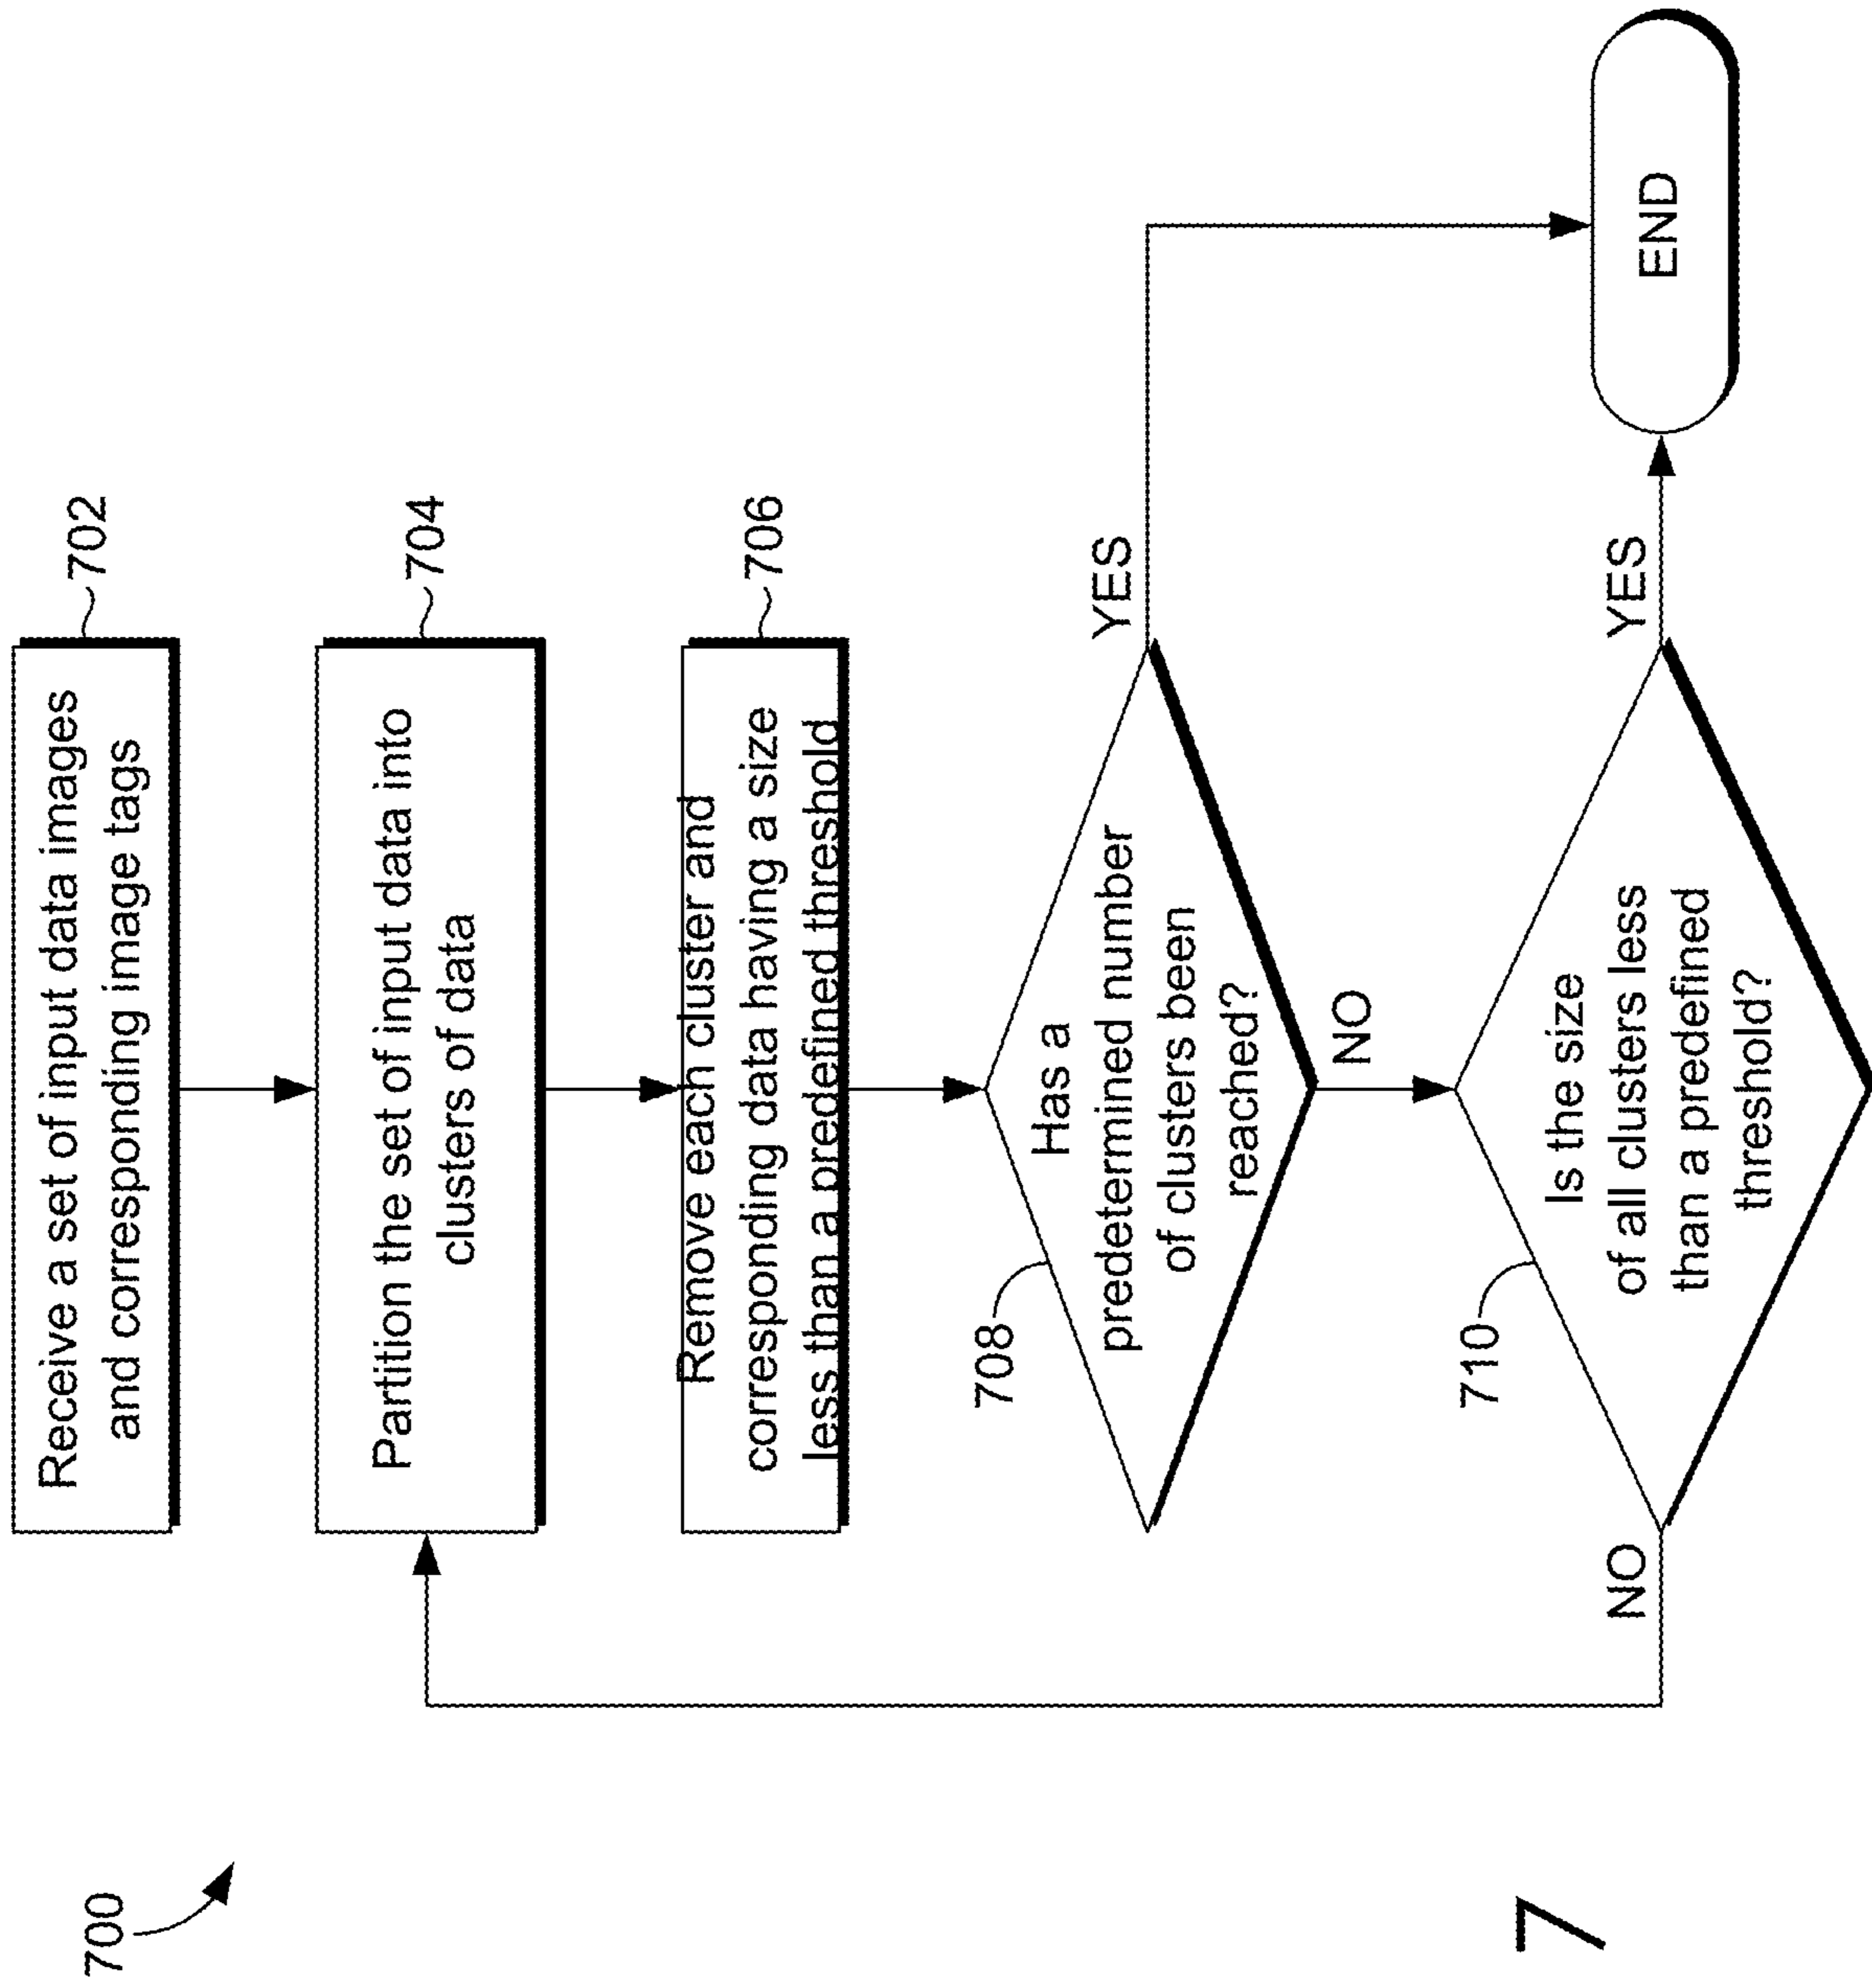 700
Receive a set of input data images
and corresponding image tags
702
Partition the set of input data into
clusters of data
704
Remove each cluster and
corresponding data having a size
less than a predefined threshold
706
Has a
predetermined number
of clusters been
reached?
708
YES
NO
Is the size
of all clusters less
than a predefined
threshold?
710
YES
NO
END
7